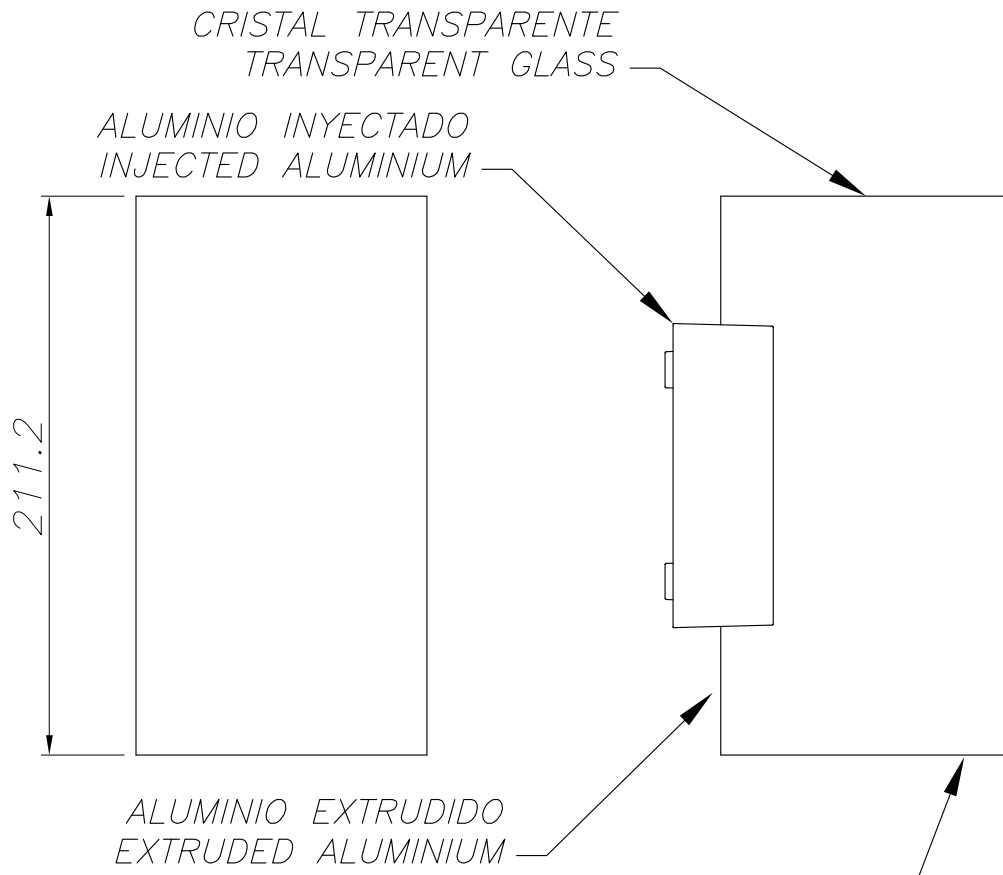 CRISTAL TRANSPARENTE
TRANSPARENT GLASS
ALUMINIO INYECTADO
INJECTED ALUMINIUM
211.2
ALUMINIO EXTRUDIDO
EXTRUDED ALUMINIUM